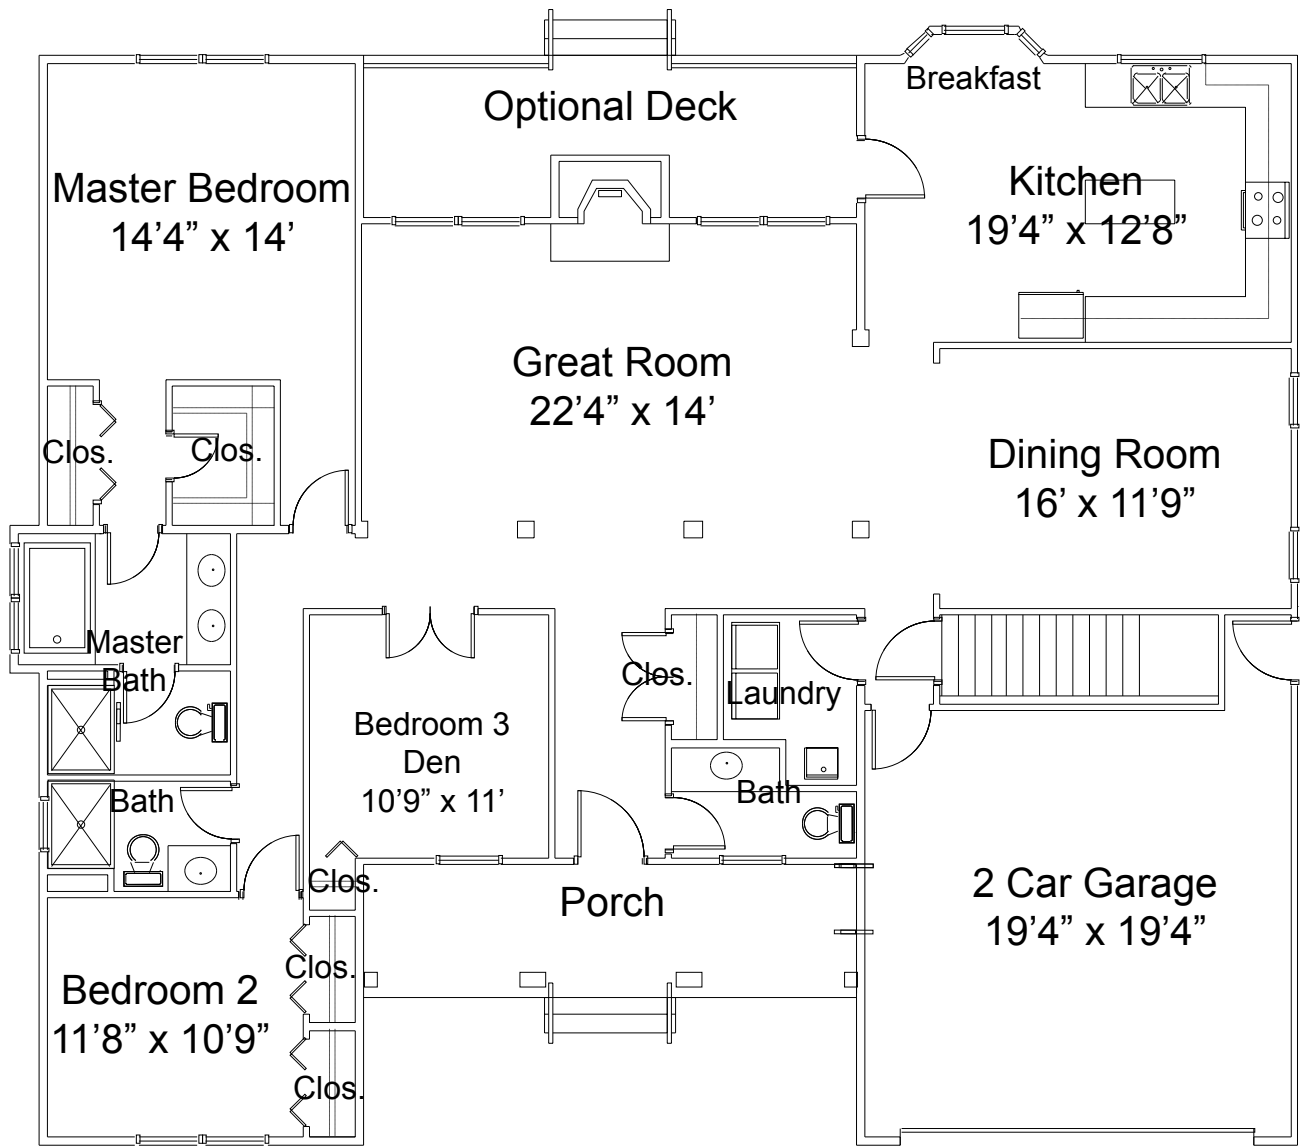 Breakfast
Optional Deck
Master Bedroom
14'4” x 14'
Kitchen
19'4” x 12'8”
Great Room
22'4” x 14'
Clos.
Clos.
Dining Room
16' x 11'9”
Master
Bath
Clos.
Laundry
Bedroom 3
Den
10'9” x 11'
Bath
Bath
Clos.
Porch
2 Car Garage
19'4” x 19'4”
Clos.
Bedroom 2
11'8” x 10'9”
Clos.